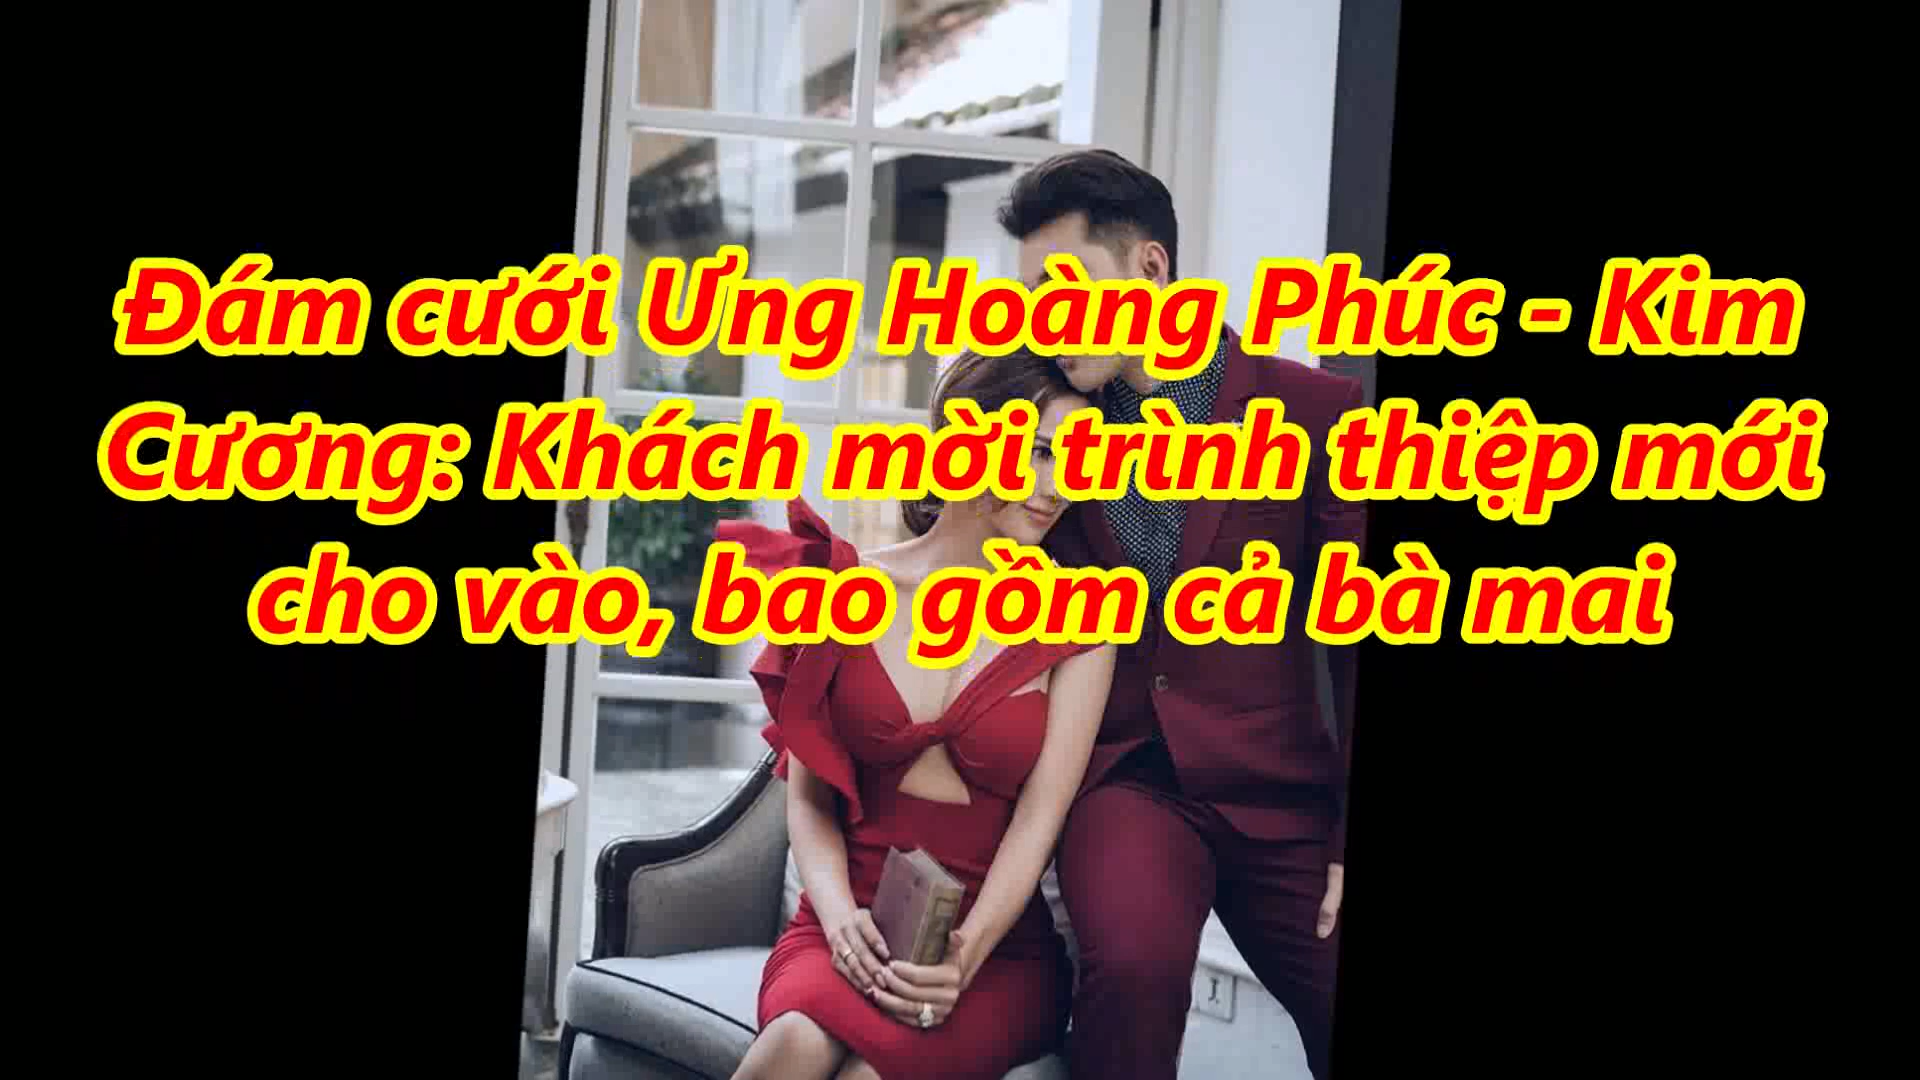 Đám cưới Ưng Hoàng Phúc - Kim
Cương: Khách mời trình thiệp mới
cho vào, bao gồm cả bà mai